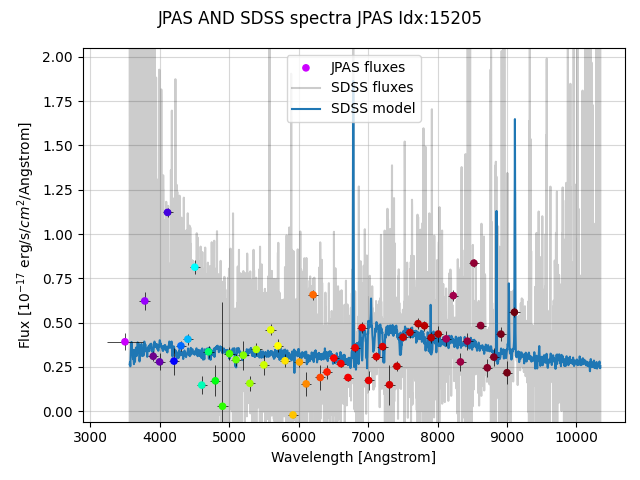 JPAS AND SDSS spectra JPAS Idx:15205
JPAS fluxes
SDSS fluxes
SDSS model
Flux [10⁻¹⁷ erg/s/cm²/Angstrom]
2.00
1.75
1.50
1.25
1.00
0.75
0.50
0.25
0.00
3000 4000 5000 6000 7000 8000 9000 10000
Wavelength [Angstrom]